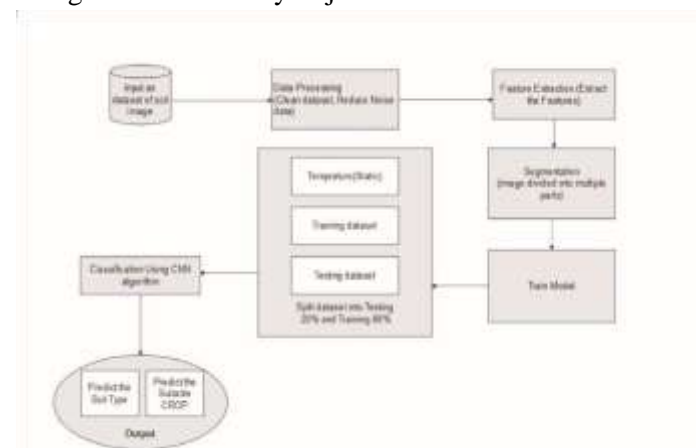 Input as
dataset of soil
image
Data Processing
(Clean dataset, Reduce Noise
data)
Feature Extraction (Extract
the Features)
Segmentation
(image divided into multiple
parts)
Train Model
Temprature(Static)
Training dataset
Testing dataset
Split dataset into Testing
20% and Training 80%
Classification Using CNN
algorithm
Predict the
Soil Type
Predict the
Suitable
CROP
Output